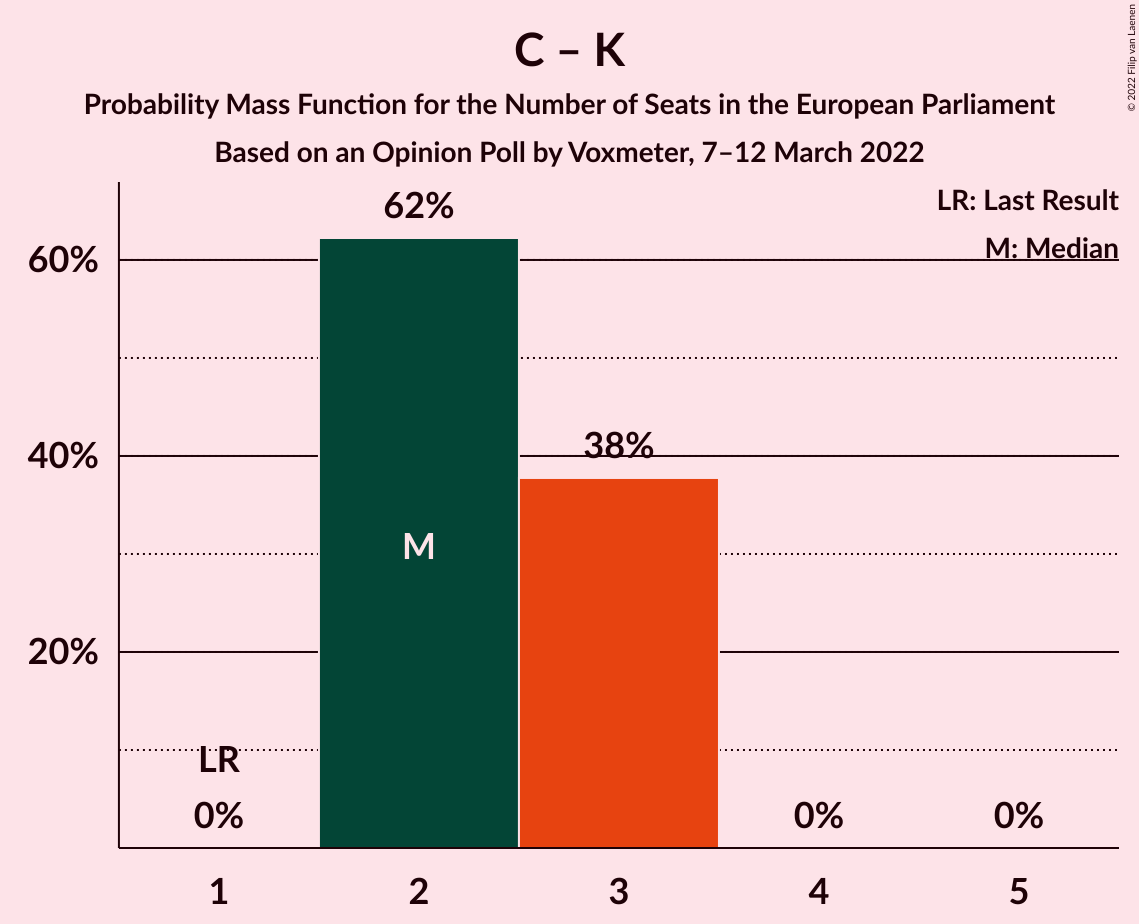 C – K
Probability Mass Function for the Number of Seats in the European Parliament
Based on an Opinion Poll by Voxmeter, 7–12 March 2022
© 2022 Filip van Laenen
LR: Last Result
M: Median
62%
60%
38%
40%
M
20%
LR
0%
0%
0%
1
2
3
4
5